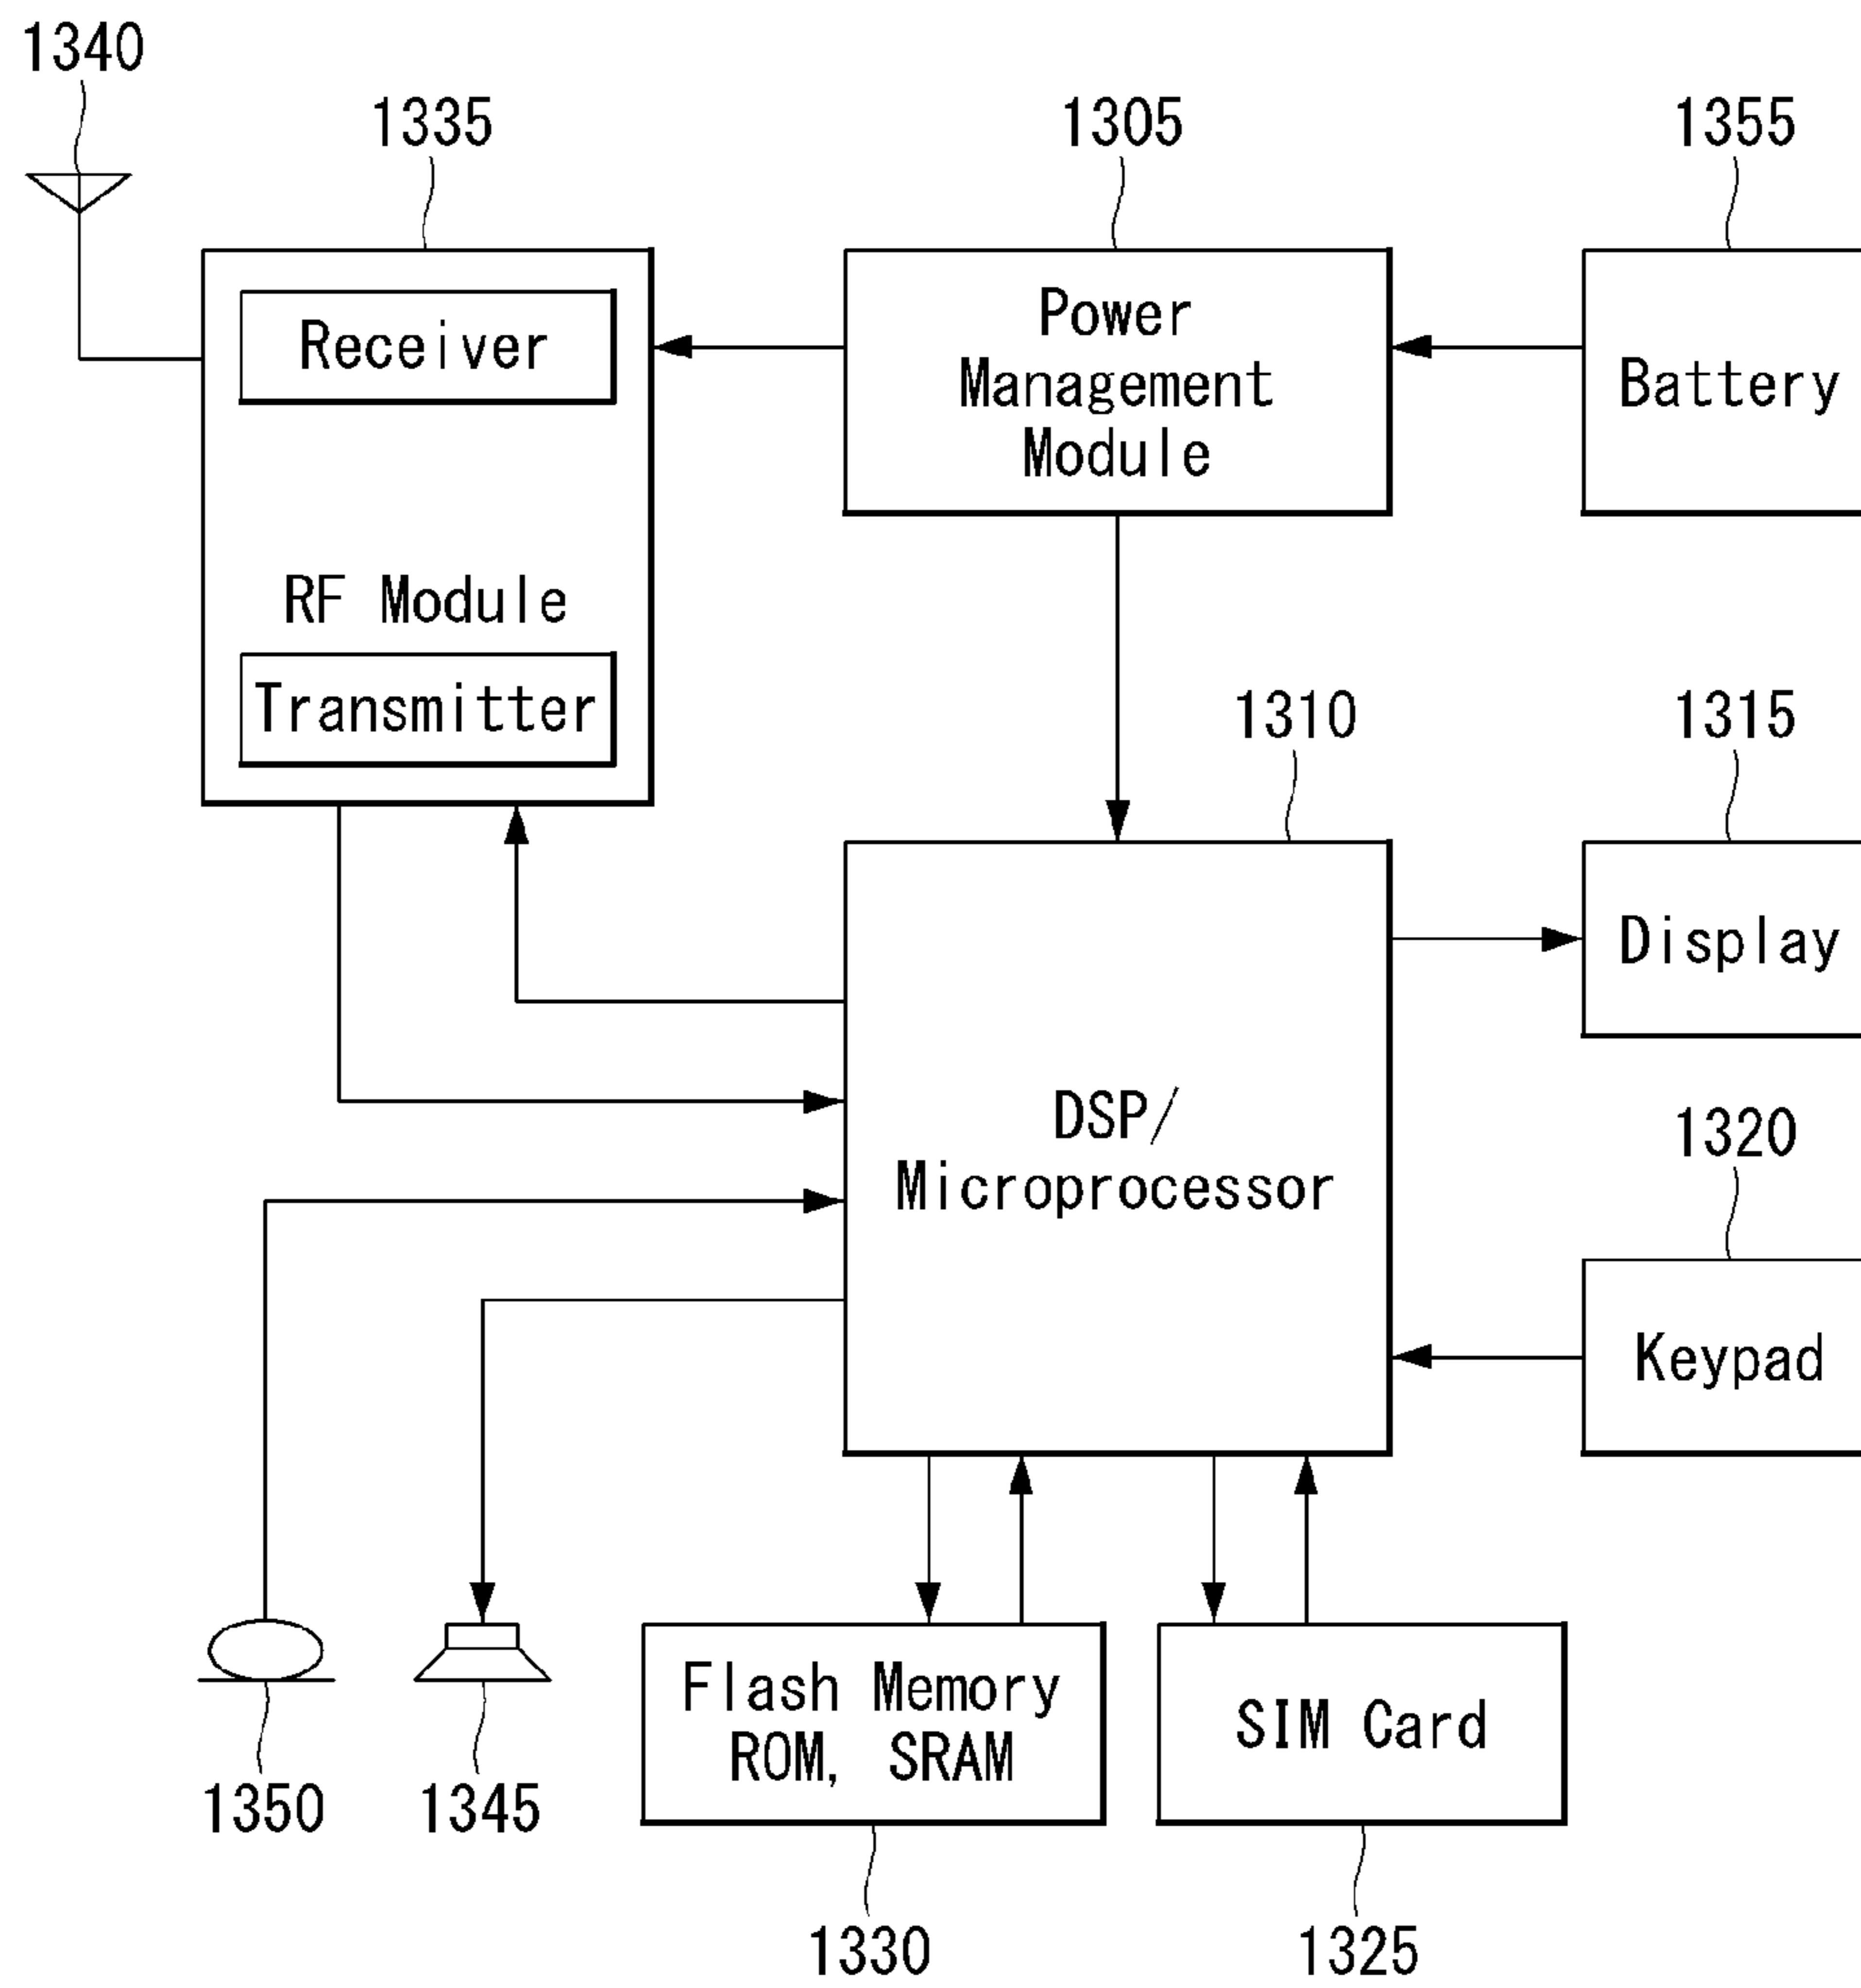 1340
1335
1305
1355
Receiver
RF Module
Transmitter
Power
Management
Module
Battery
1310
1315
DSP/
Microprocessor
Display
1320
Keypad
Flash Memory
ROM, SRAM
SIM Card
1350
1345
1330
1325